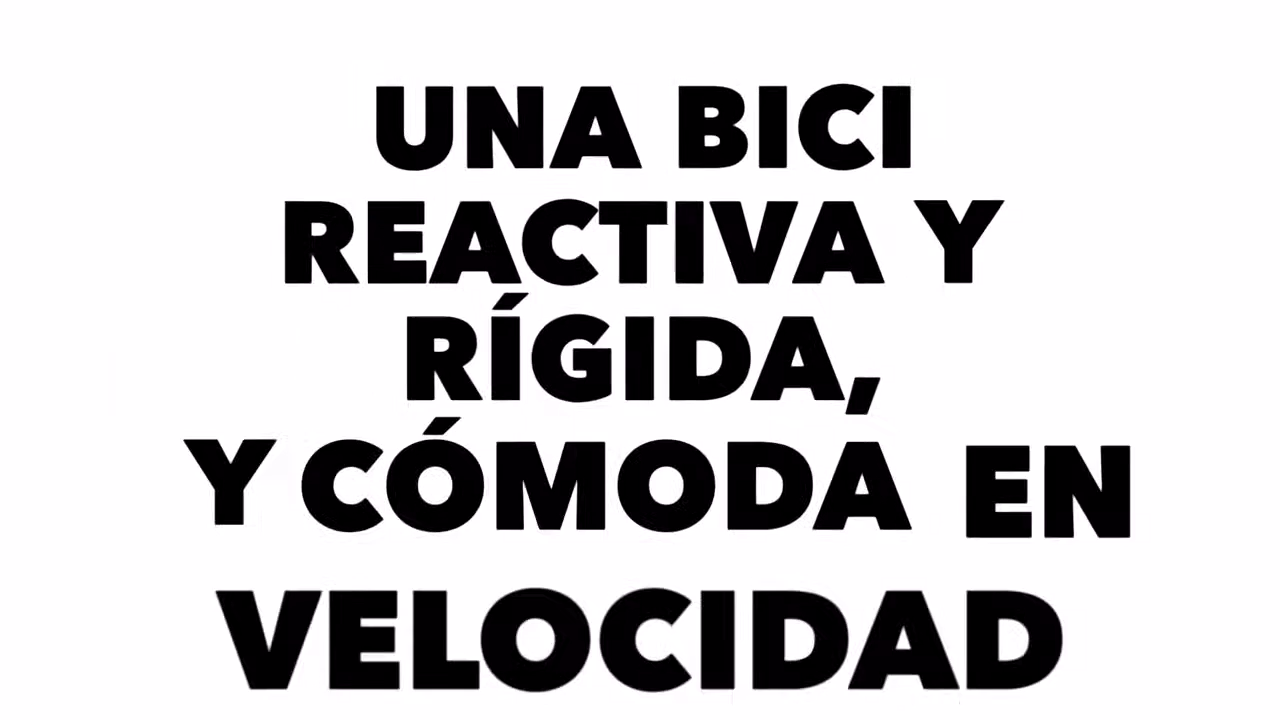 UNA BICI
REACTIVA Y
RÍGIDA,
Y CÓMODA EN
VELOCIDAD